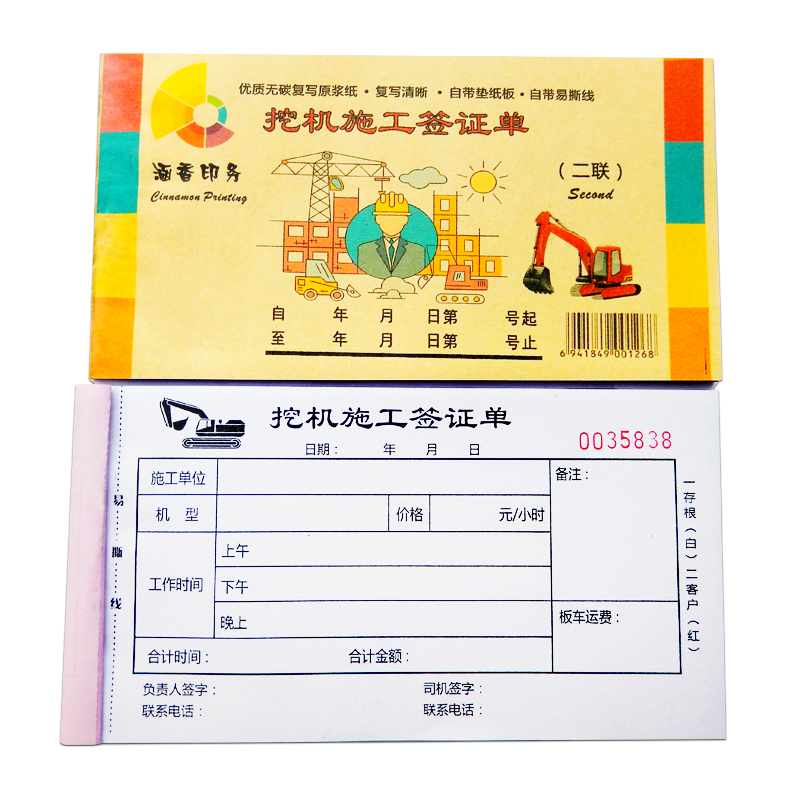 优质无碳复写原浆纸·复写清晰·自带垫纸板·自带易撕线
挖机施工签证单
涵香印务
Cinnamon Printing
（二联）
Second
自 年 月 日第 号起
至 年 月 日第 号止
6 941849 001268
挖机施工签证单
日期： 年 月 日
0035838
施工单位
备注：
机 型
价格
元/小时
工作时间
上午
下午
晚上
板车运费：
合计时间：
合计金额：
负责人签字：
司机签字：
联系电话：
联系电话：
易撕线
一存根（白）二客户（红）